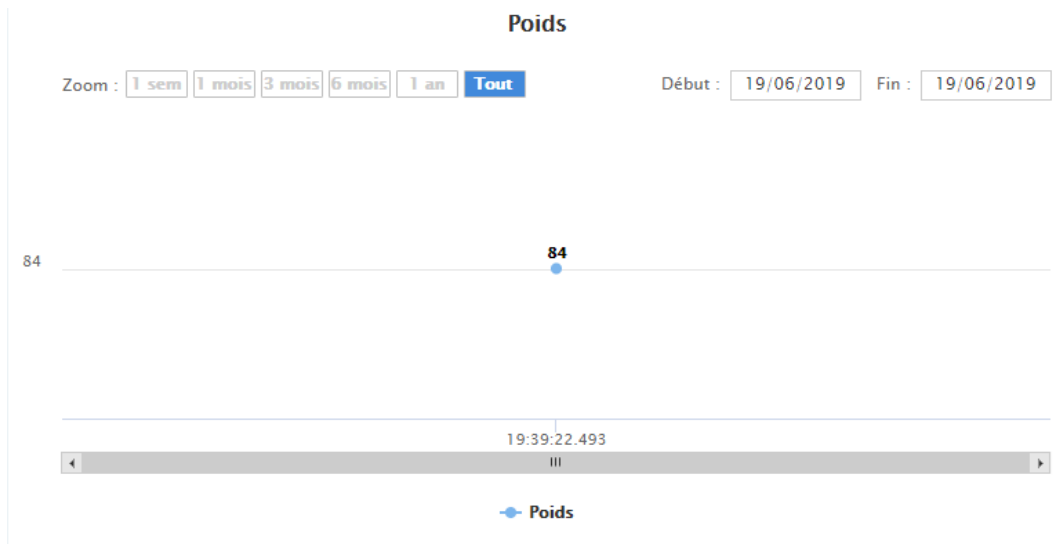 Poids
Zoom : 1 sem 1 mois 3 mois 6 mois 1 an Tout Début : 19/06/2019 Fin : 19/06/2019
84
84
19:39:22.493
Poids